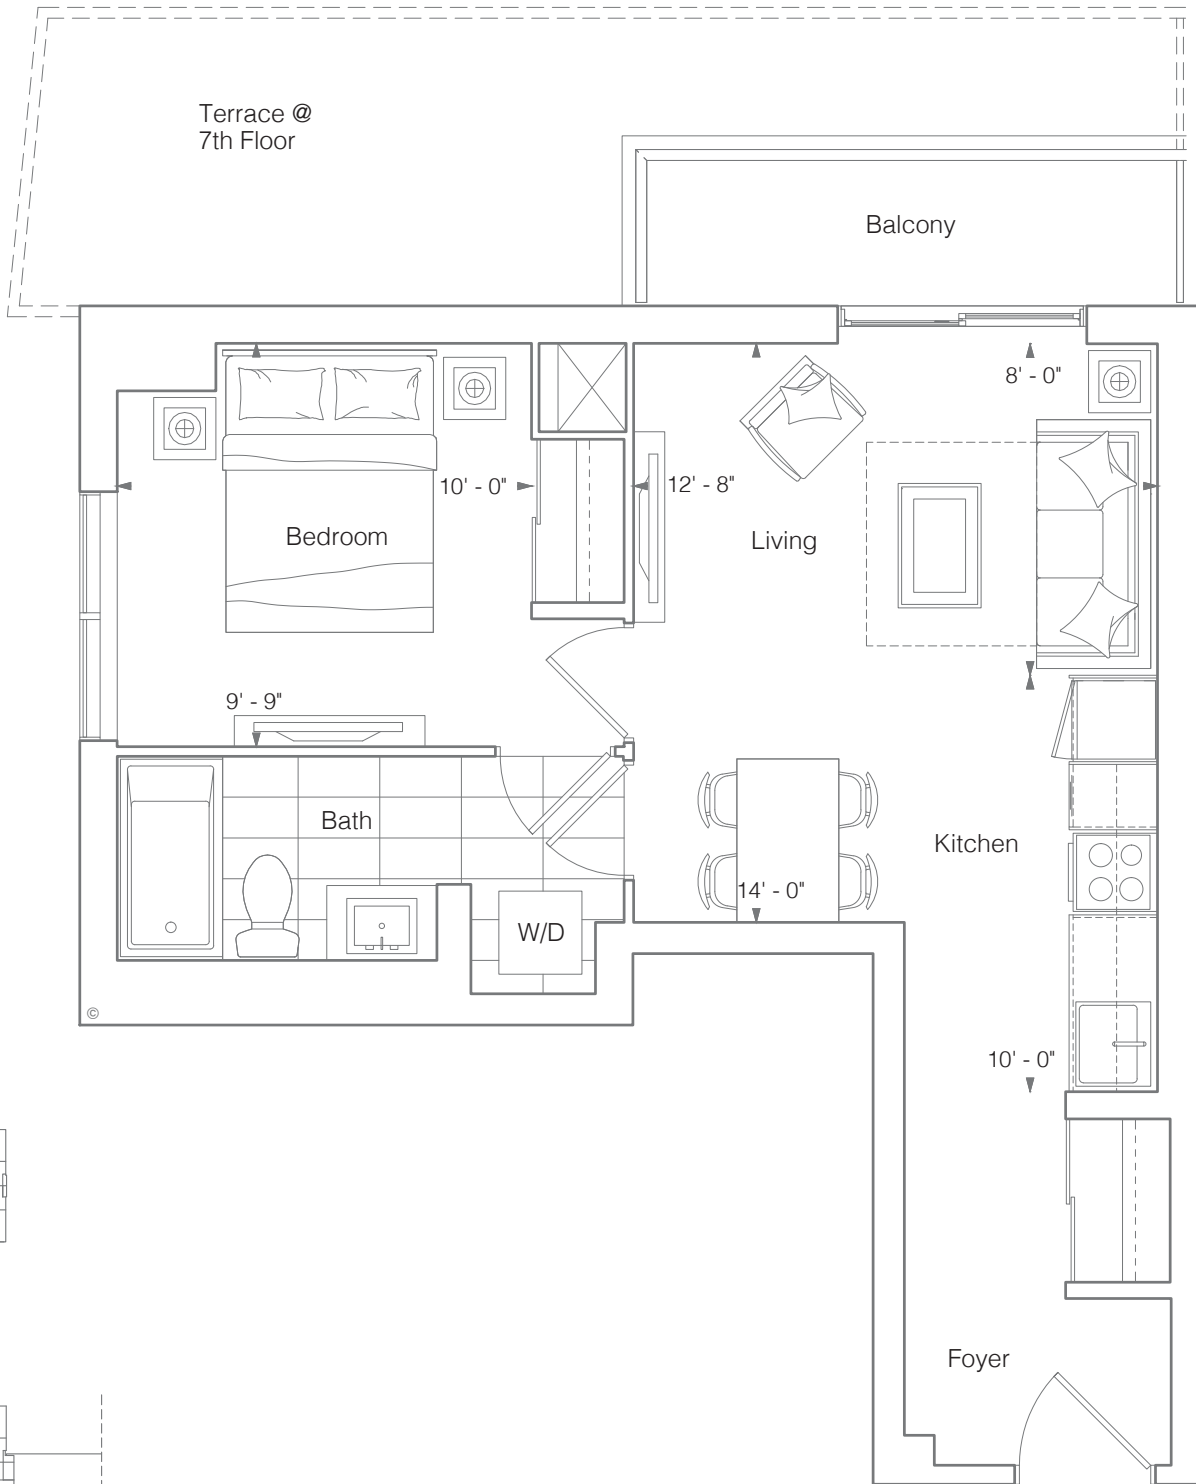 Terrace @
7th Floor
Balcony
8' - 0"
10' - 0"
12' - 8"
Bedroom
Living
9' - 9"
Bath
Kitchen
14' - 0"
W/D
©
10' - 0"
Foyer